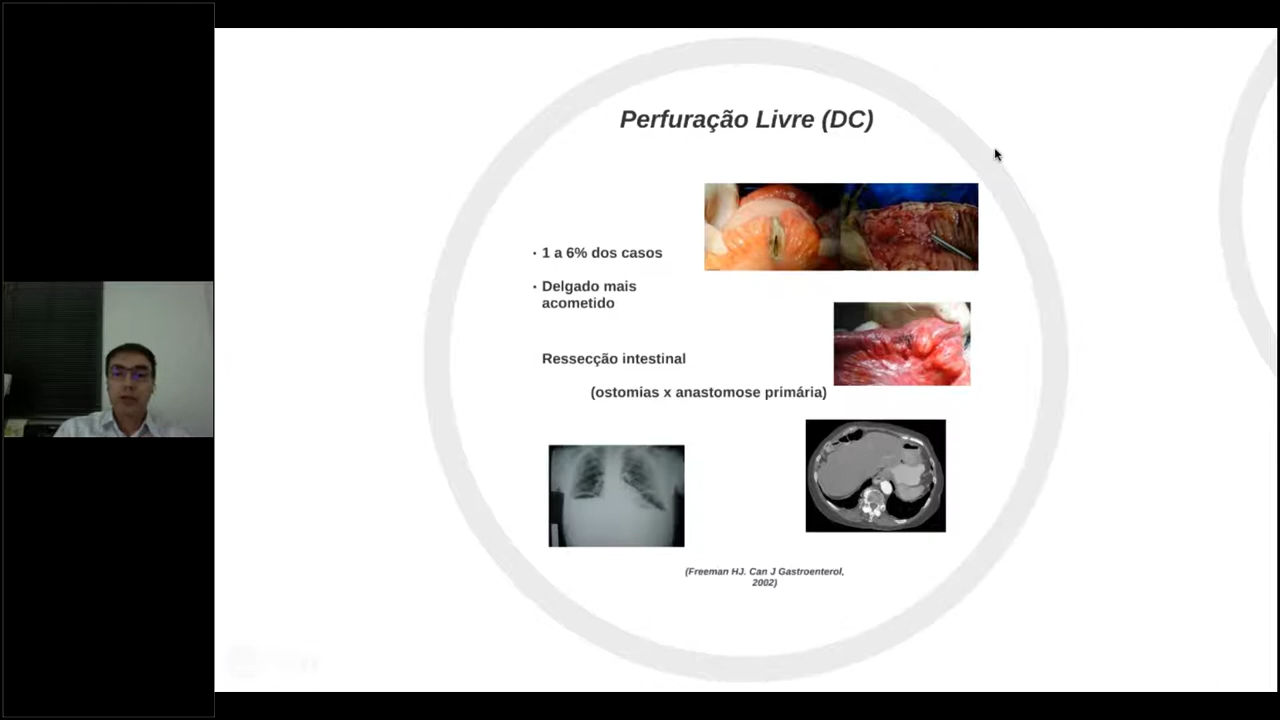 Perfuração Livre (DC)
· 1 a 6% dos casos
· Delgado mais
acometido
Ressecção intestinal
(ostomias x anastomose primária)
(Freeman HJ. Can J Gastroenterol,
2002)